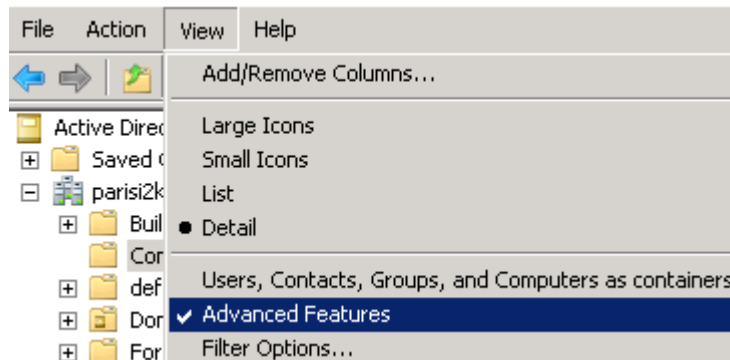 File Action View Help
Add/Remove Columns...
Active Direc
Large Icons
Saved
Small Icons
parisi2k
List
Buil
Detail
Cor
def
Users, Contacts, Groups, and Computers as containers
Dor
Advanced Features
For
Filter Options...